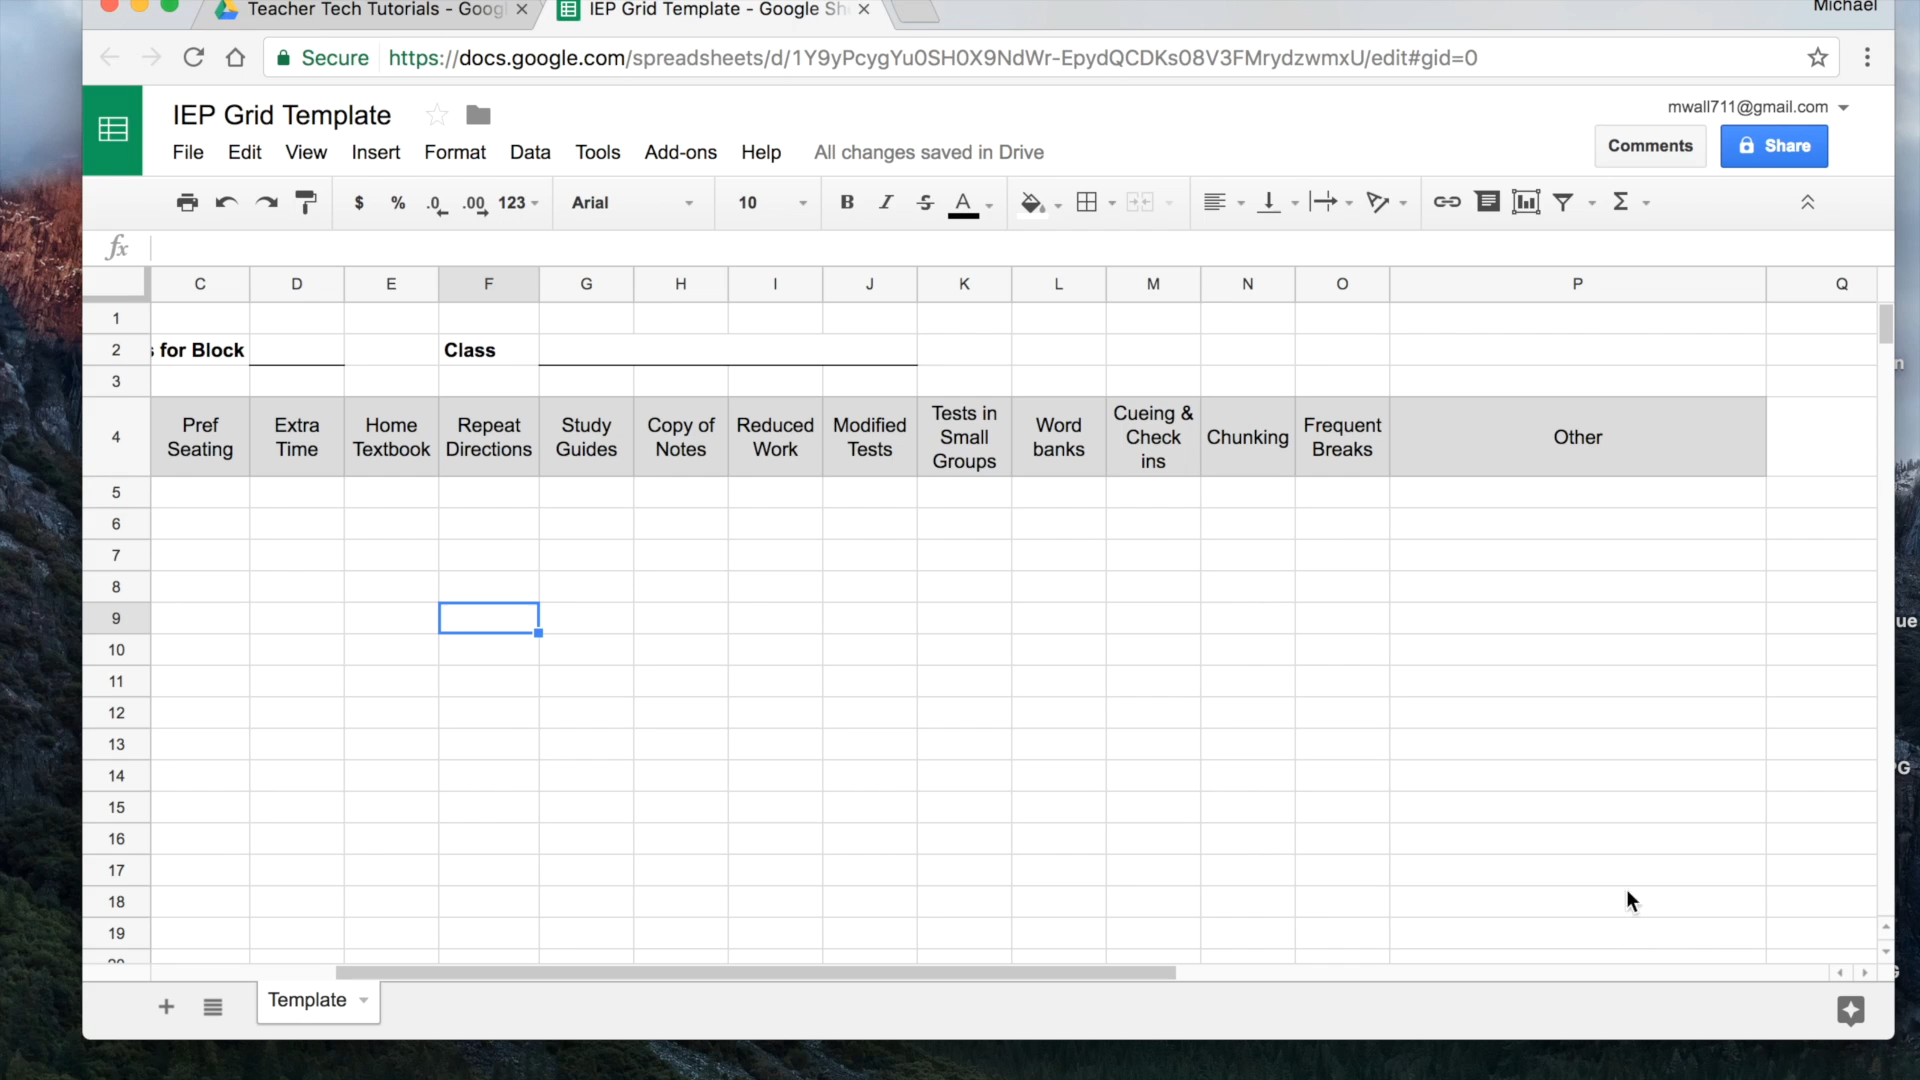 Michael
Teacher Tech Tutorials - Googl
IEP Grid Template - Google Sh
Secure https://docs.google.com/spreadsheets/d/1Y9yPcygYu0SH0X9NdWr-EpydQCDKs08V3FMrydzwmxU/edit#gid=0
IEP Grid Template
mwall711@gmail.com
File Edit View Insert Format Data Tools Add-ons Help All changes saved in Drive
Comments Share
$ % .0 .00 123 Arial 10 B I S A Σ
fx
C D E F G H I J K L M N O P Q
1
2 s for Block Class
3
4 Pref Seating Extra Time Home Textbook Repeat Directions Study Guides Copy of Notes Reduced Work Modified Tests Tests in Small Groups Word banks Cueing & Check ins Chunking Frequent Breaks Other
5
6
7
8
9
10
11
12
13
14
15
16
17
18
19
20
Template
ue